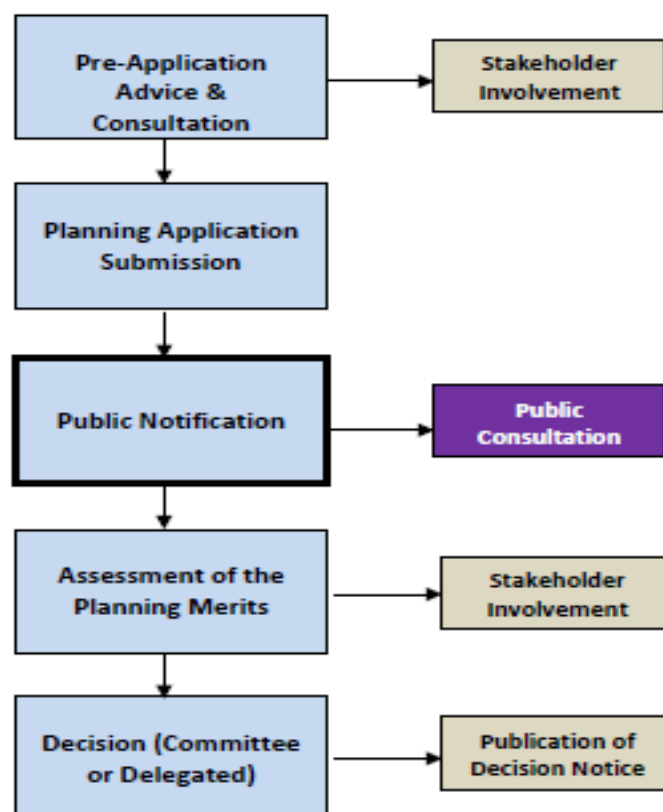 Pre-Application
Advice &
Consultation
Stakeholder
Involvement
Planning Application
Submission
Public Notification
Public
Consultation
Assessment of the
Planning Merits
Stakeholder
Involvement
Decision (Committee
or Delegated)
Publication of
Decision Notice